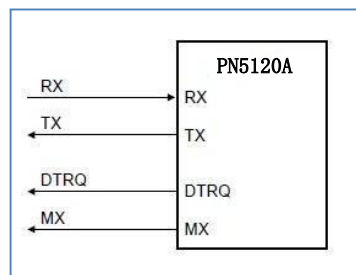 PN5120A
RX RX
TX TX
DTRQ DTRQ
MX MX